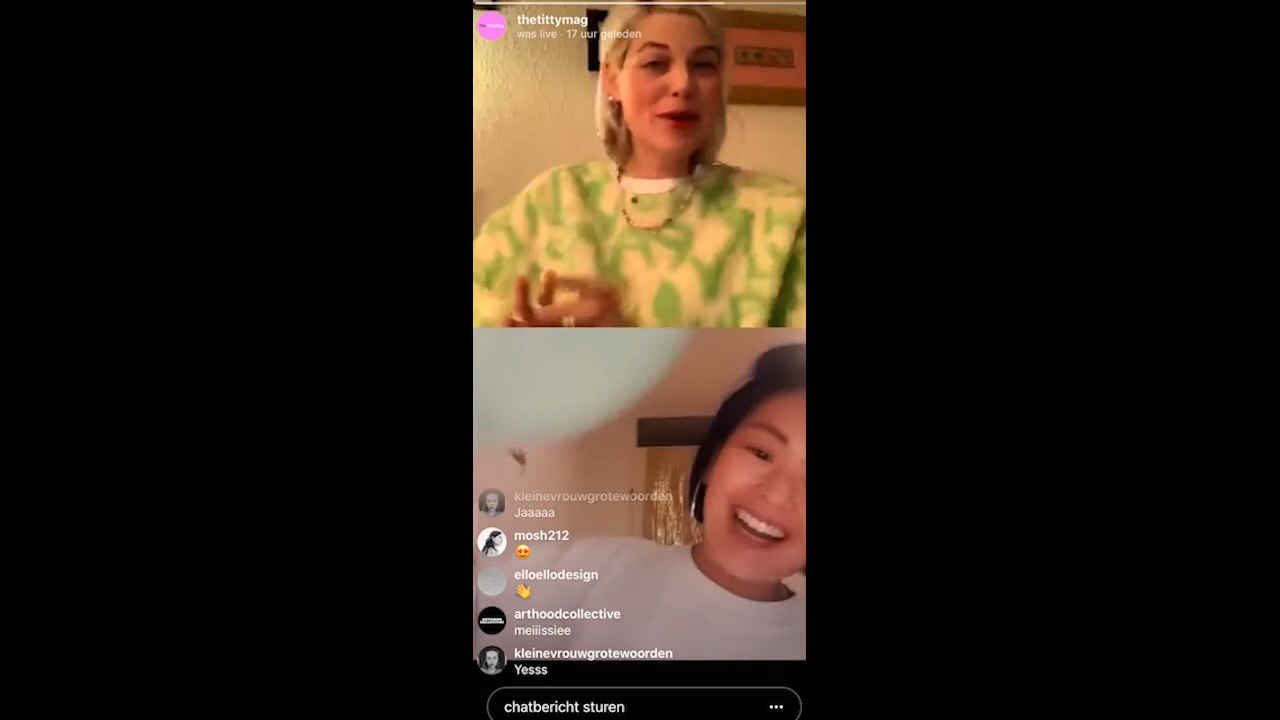 thetittymag
was live · 17 uur geleden
kleinevrouwgrotewoorden
Jaaaaa
mosh212
😍
elloellodesign
👋
arthoodcollective
meiiissiee
kleinevrouwgrotewoorden
Yesss
chatbericht sturen